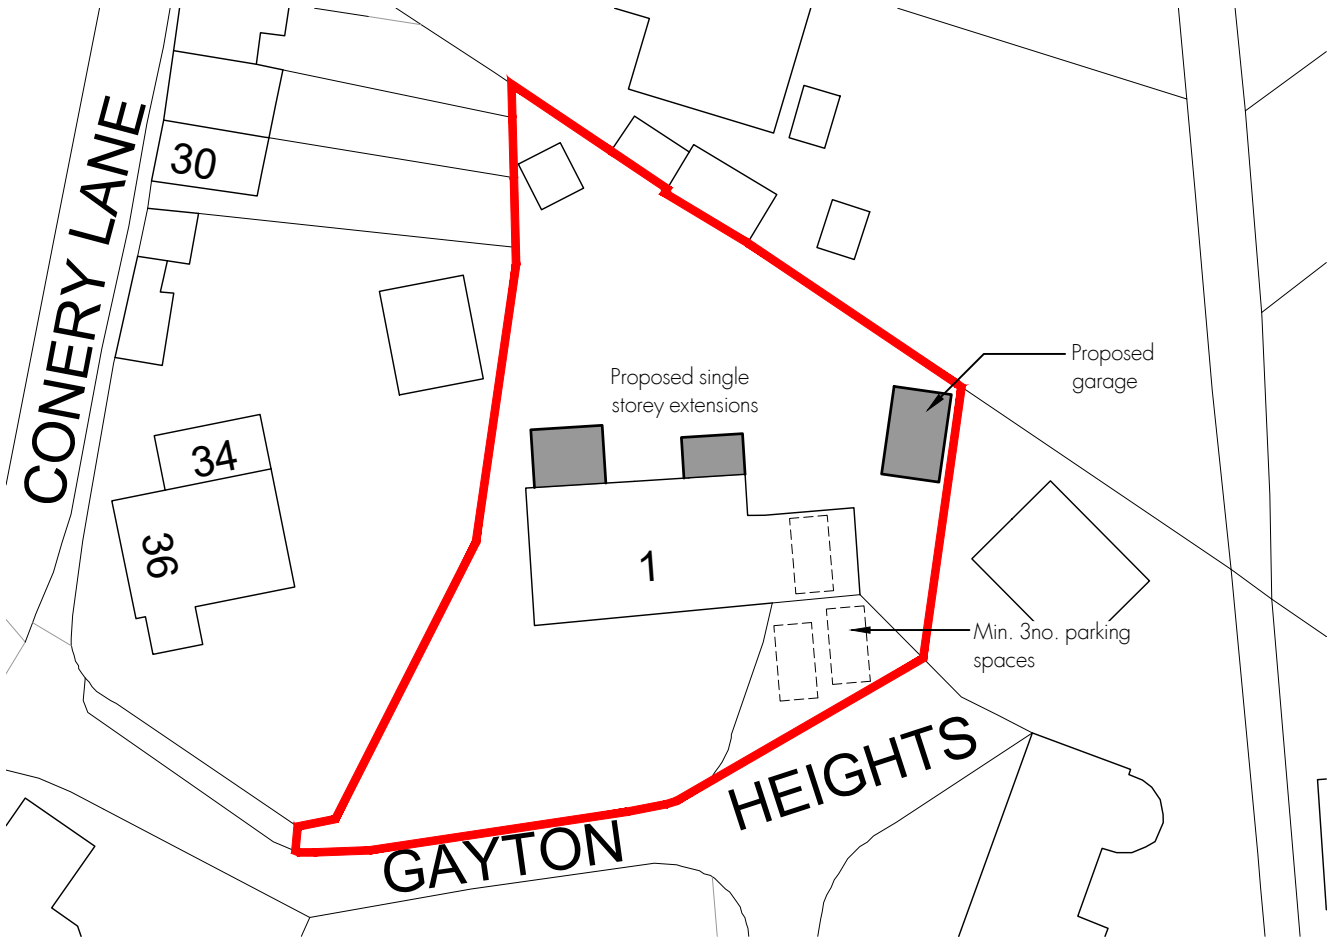 CONERY LANE
30
34
36
Proposed single
storey extensions
Proposed
garage
1
Min. 3no. parking
spaces
GAYTON
HEIGHTS